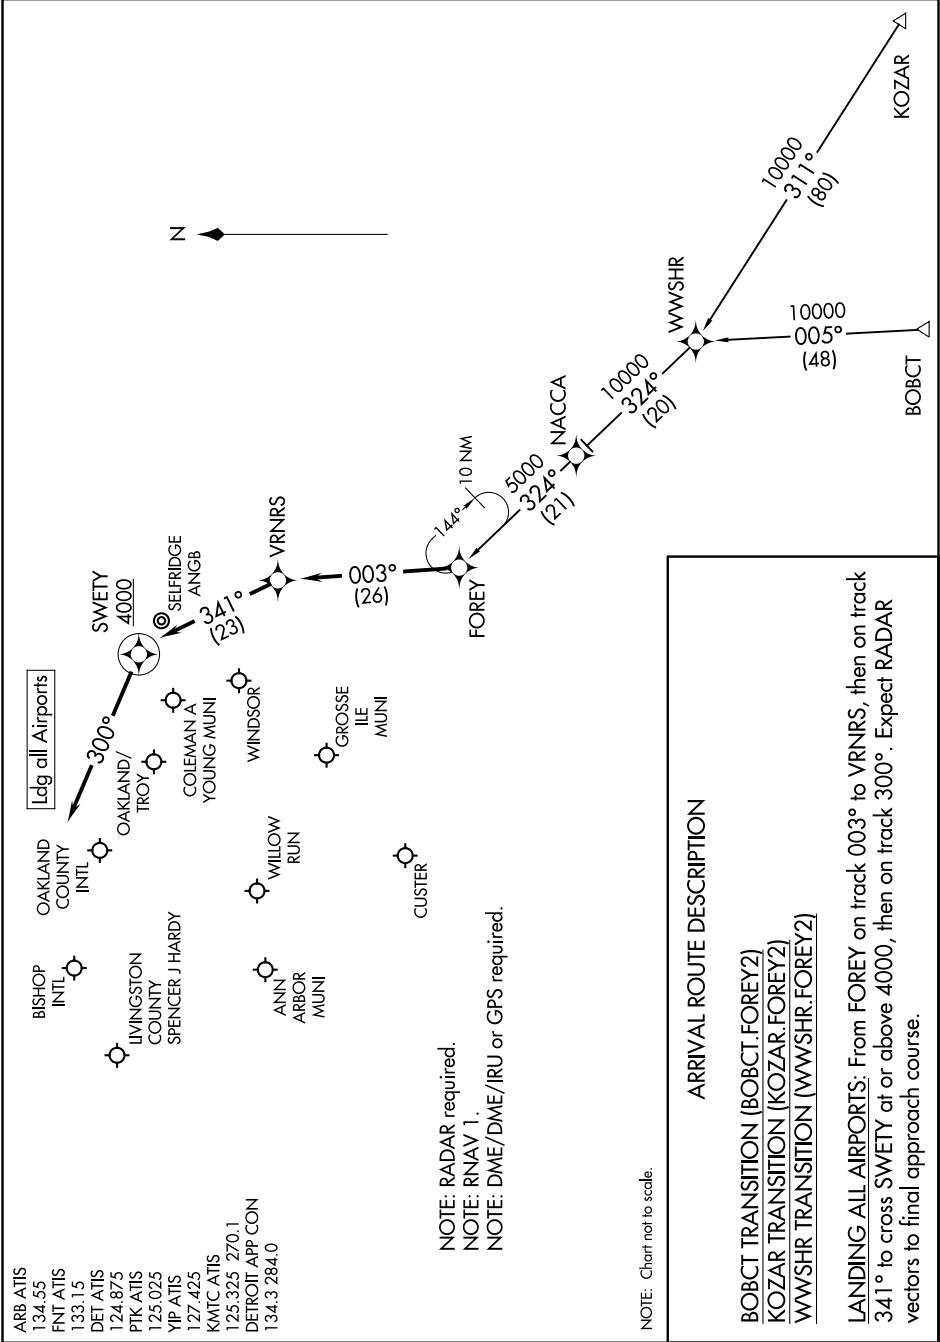 ARB ATIS
134.55
FNT ATIS
133.15
DET ATIS
124.875
PTK ATIS
125.025
YIP ATIS
127.425
KMTC ATIS
125.325 270.1
DETROIT APP CON
134.3 284.0
BISHOP
INTL
LIVINGSTON
COUNTY
SPENCER J HARDY
OAKLAND
COUNTY
INTL
Ldg all Airports
300°
OAKLAND/
TROY
COLEMAN A
YOUNG MUNI
SWETY
4000
SELFRIDGE
ANGB
341°
(23)
WINDSOR
VRNRS
N
ANN
ARBOR
MUNI
WILLOW
RUN
GROSSE
ILE
MUNI
003°
(26)
CUSTER
FOREY
144°
10 NM
5000
324°
(21)
NACCA
10000
324°
(20)
WWSHR
10000
311°
(80)
KOZAR
10000
005°
(48)
BOBCT
NOTE: RADAR required.
NOTE: RNAV 1.
NOTE: DME/DME/IRU or GPS required.
NOTE: Chart not to scale.
ARRIVAL ROUTE DESCRIPTION
BOBCT TRANSITION (BOBCT.FOREY2)
KOZAR TRANSITION (KOZAR.FOREY2)
WWSHR TRANSITION (WWSHR.FOREY2)
LANDING ALL AIRPORTS: From FOREY on track 003° to VRNRS, then on track
341° to cross SWETY at or above 4000, then on track 300°. Expect RADAR
vectors to final approach course.